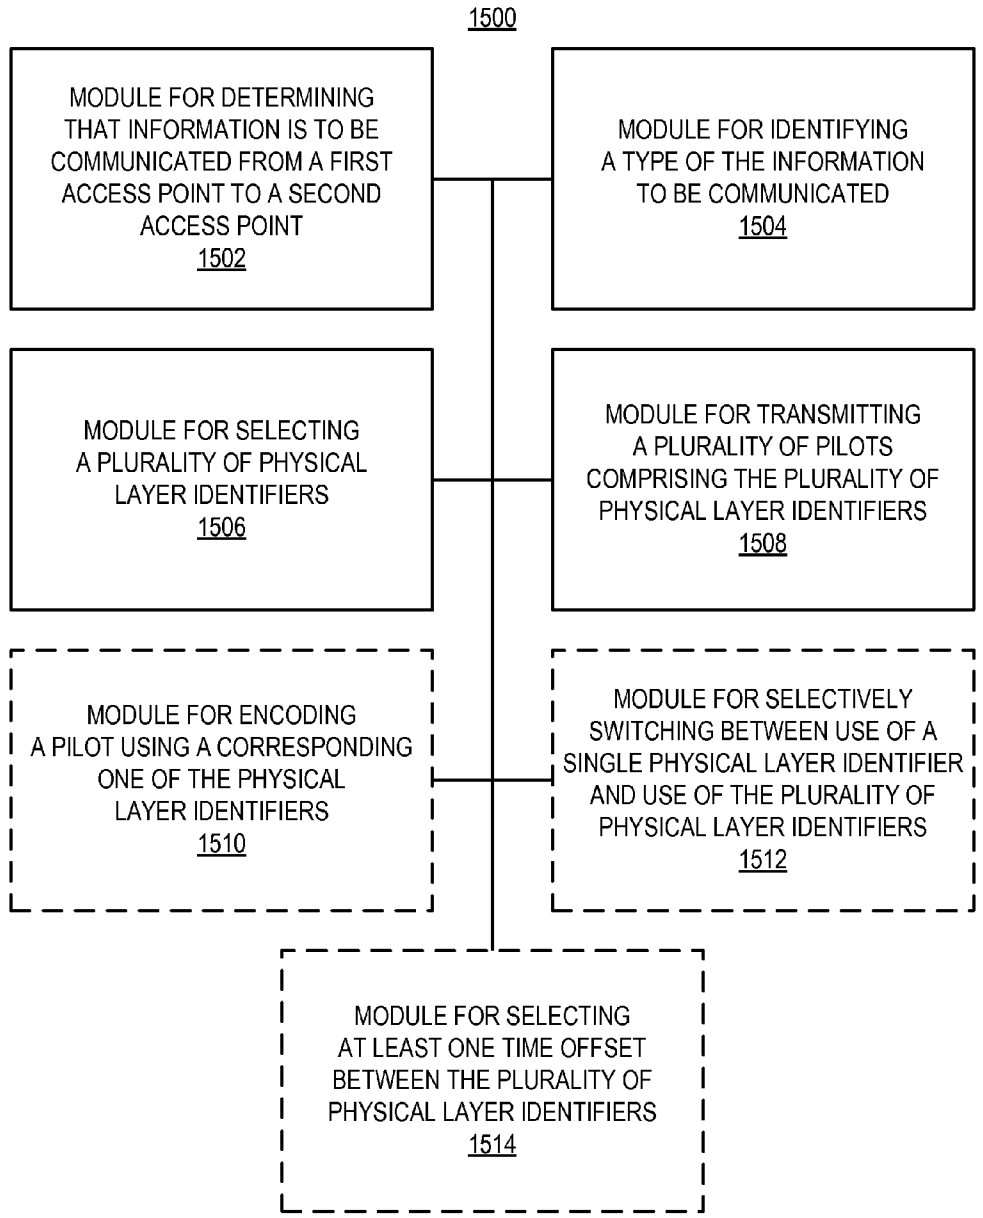 1500
MODULE FOR DETERMINING
THAT INFORMATION IS TO BE
COMMUNICATED FROM A FIRST
ACCESS POINT TO A SECOND
ACCESS POINT
1502
MODULE FOR IDENTIFYING
A TYPE OF THE INFORMATION
TO BE COMMUNICATED
1504
MODULE FOR SELECTING
A PLURALITY OF PHYSICAL
LAYER IDENTIFIERS
1506
MODULE FOR TRANSMITTING
A PLURALITY OF PILOTS
COMPRISING THE PLURALITY OF
PHYSICAL LAYER IDENTIFIERS
1508
MODULE FOR ENCODING
A PILOT USING A CORRESPONDING
ONE OF THE PHYSICAL
LAYER IDENTIFIERS
1510
MODULE FOR SELECTIVELY
SWITCHING BETWEEN USE OF A
SINGLE PHYSICAL LAYER IDENTIFIER
AND USE OF THE PLURALITY OF
PHYSICAL LAYER IDENTIFIERS
1512
MODULE FOR SELECTING
AT LEAST ONE TIME OFFSET
BETWEEN THE PLURALITY OF
PHYSICAL LAYER IDENTIFIERS
1514